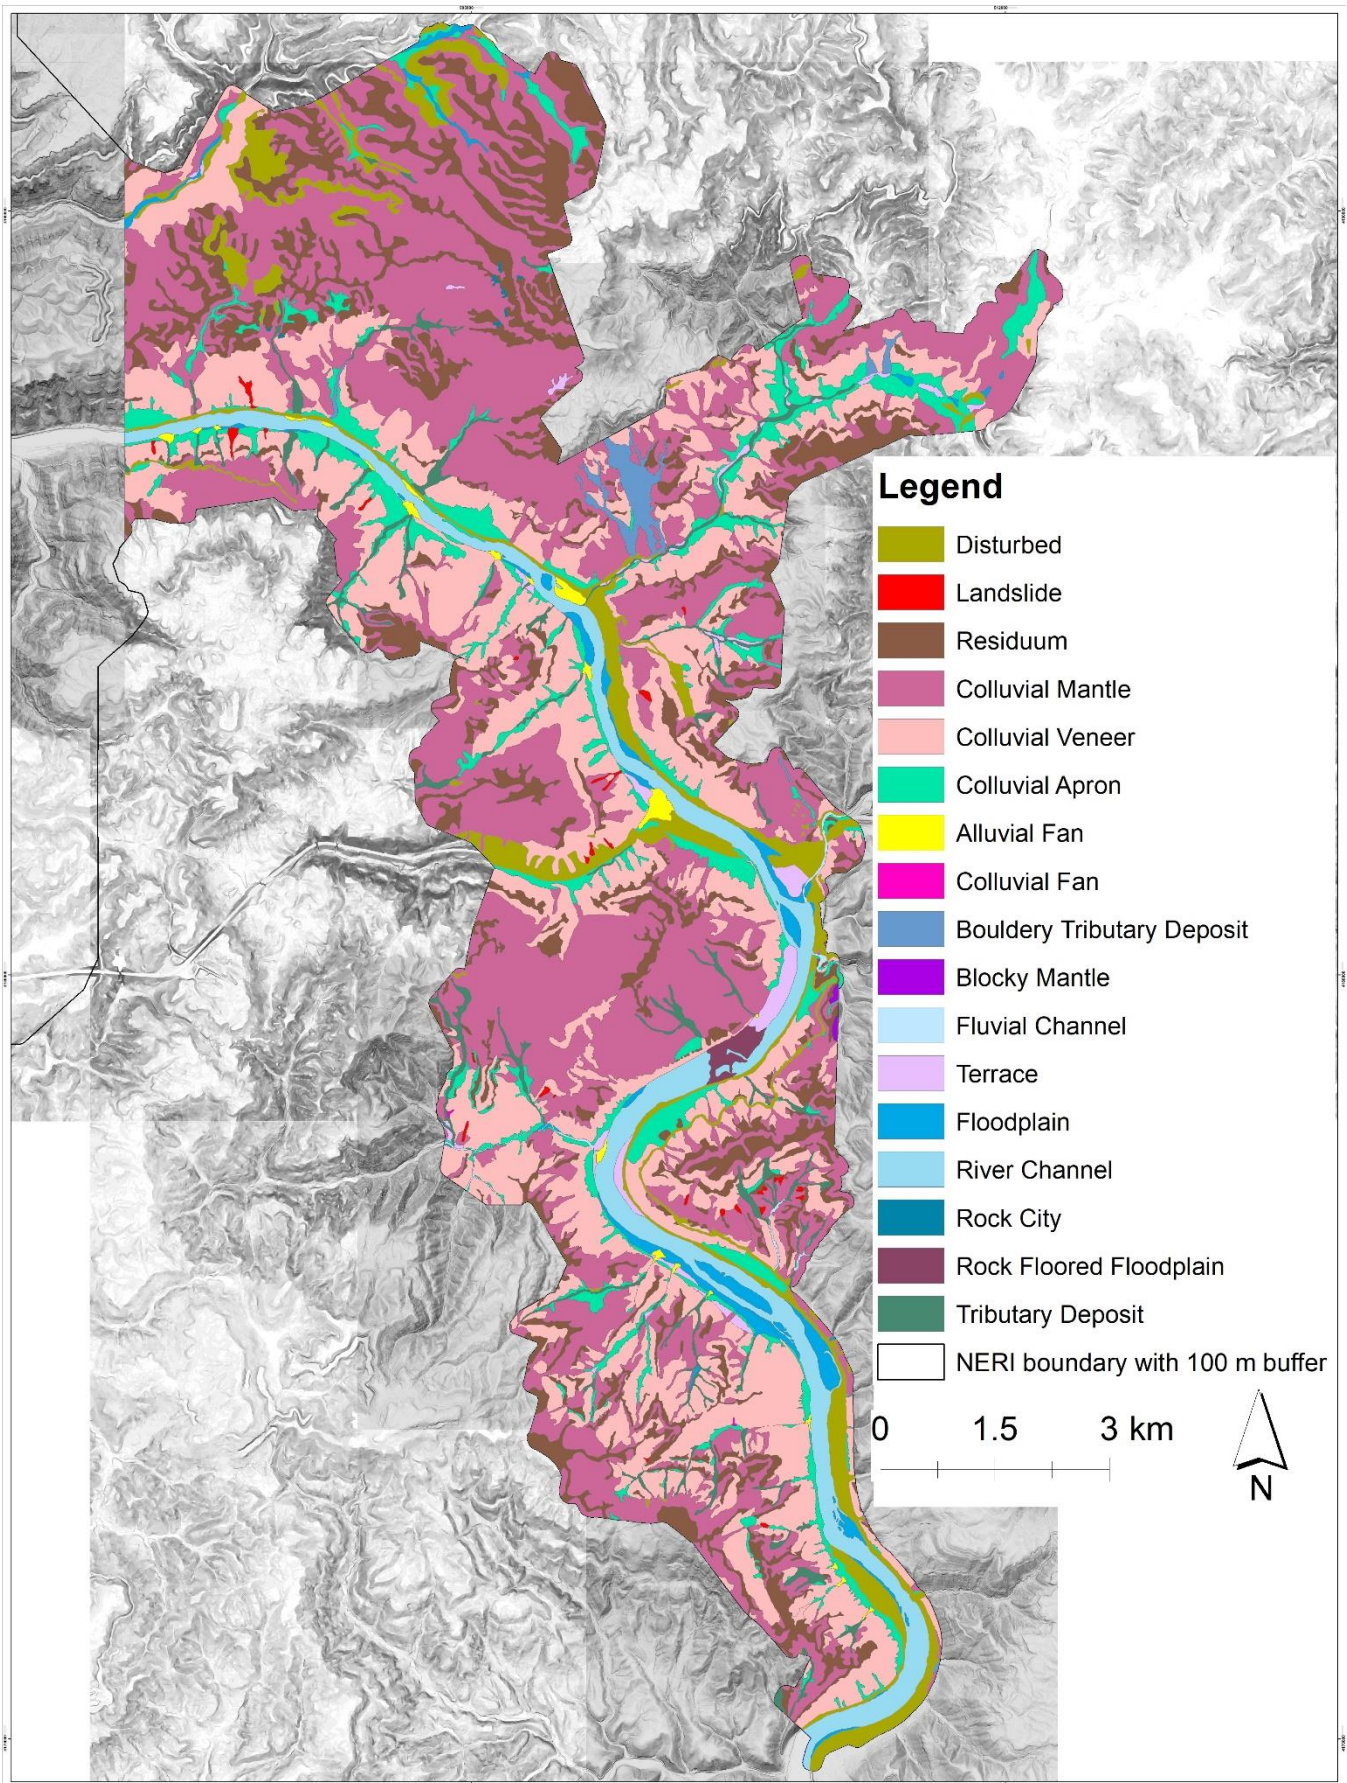 Legend
Disturbed
Landslide
Residuum
Colluvial Mantle
Colluvial Veneer
Colluvial Apron
Alluvial Fan
Colluvial Fan
Bouldery Tributary Deposit
Blocky Mantle
Fluvial Channel
Terrace
Floodplain
River Channel
Rock City
Rock Floored Floodplain
Tributary Deposit
NERI boundary with 100 m buffer
0 1.5 3 km
N